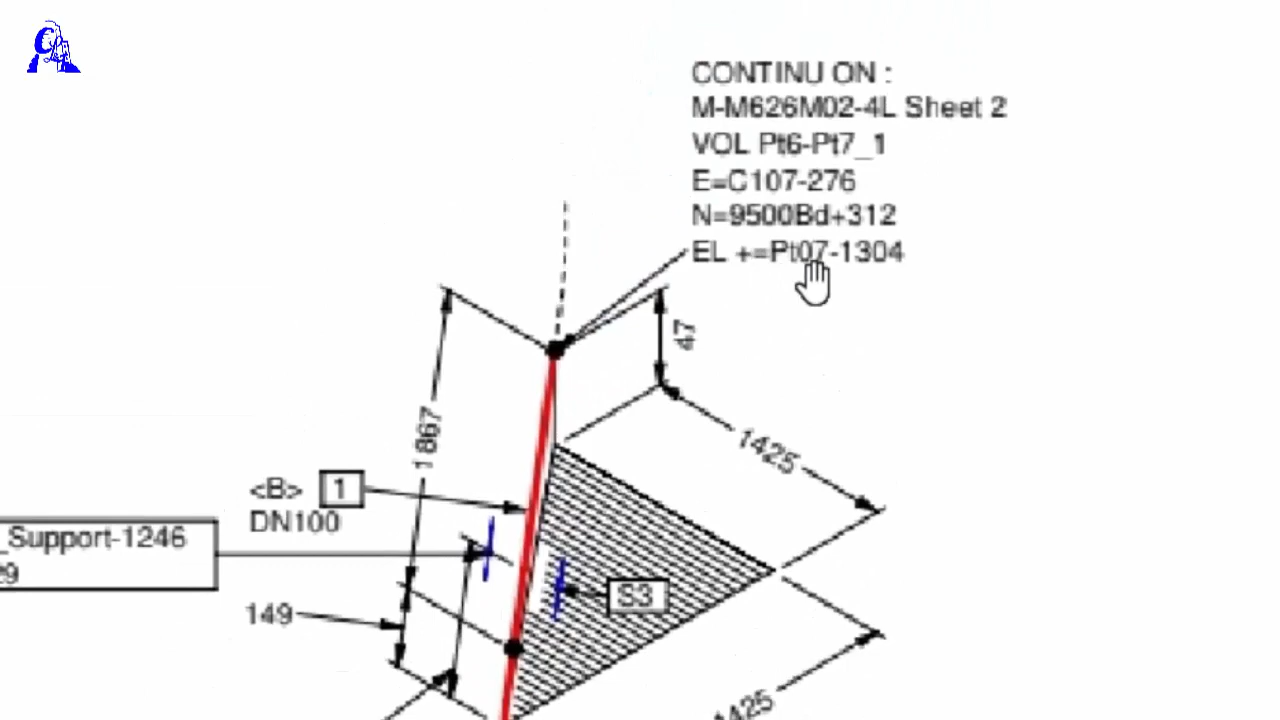 CONTINU ON :
M-M626M02-4L Sheet 2
VOL Pt6-Pt7_1
E=C107-276
N=9500Bd+312
EL +=Pt07-1304
47
1867
1425
<B> 1
DN100
_Support-1246
29
S3
149
1425